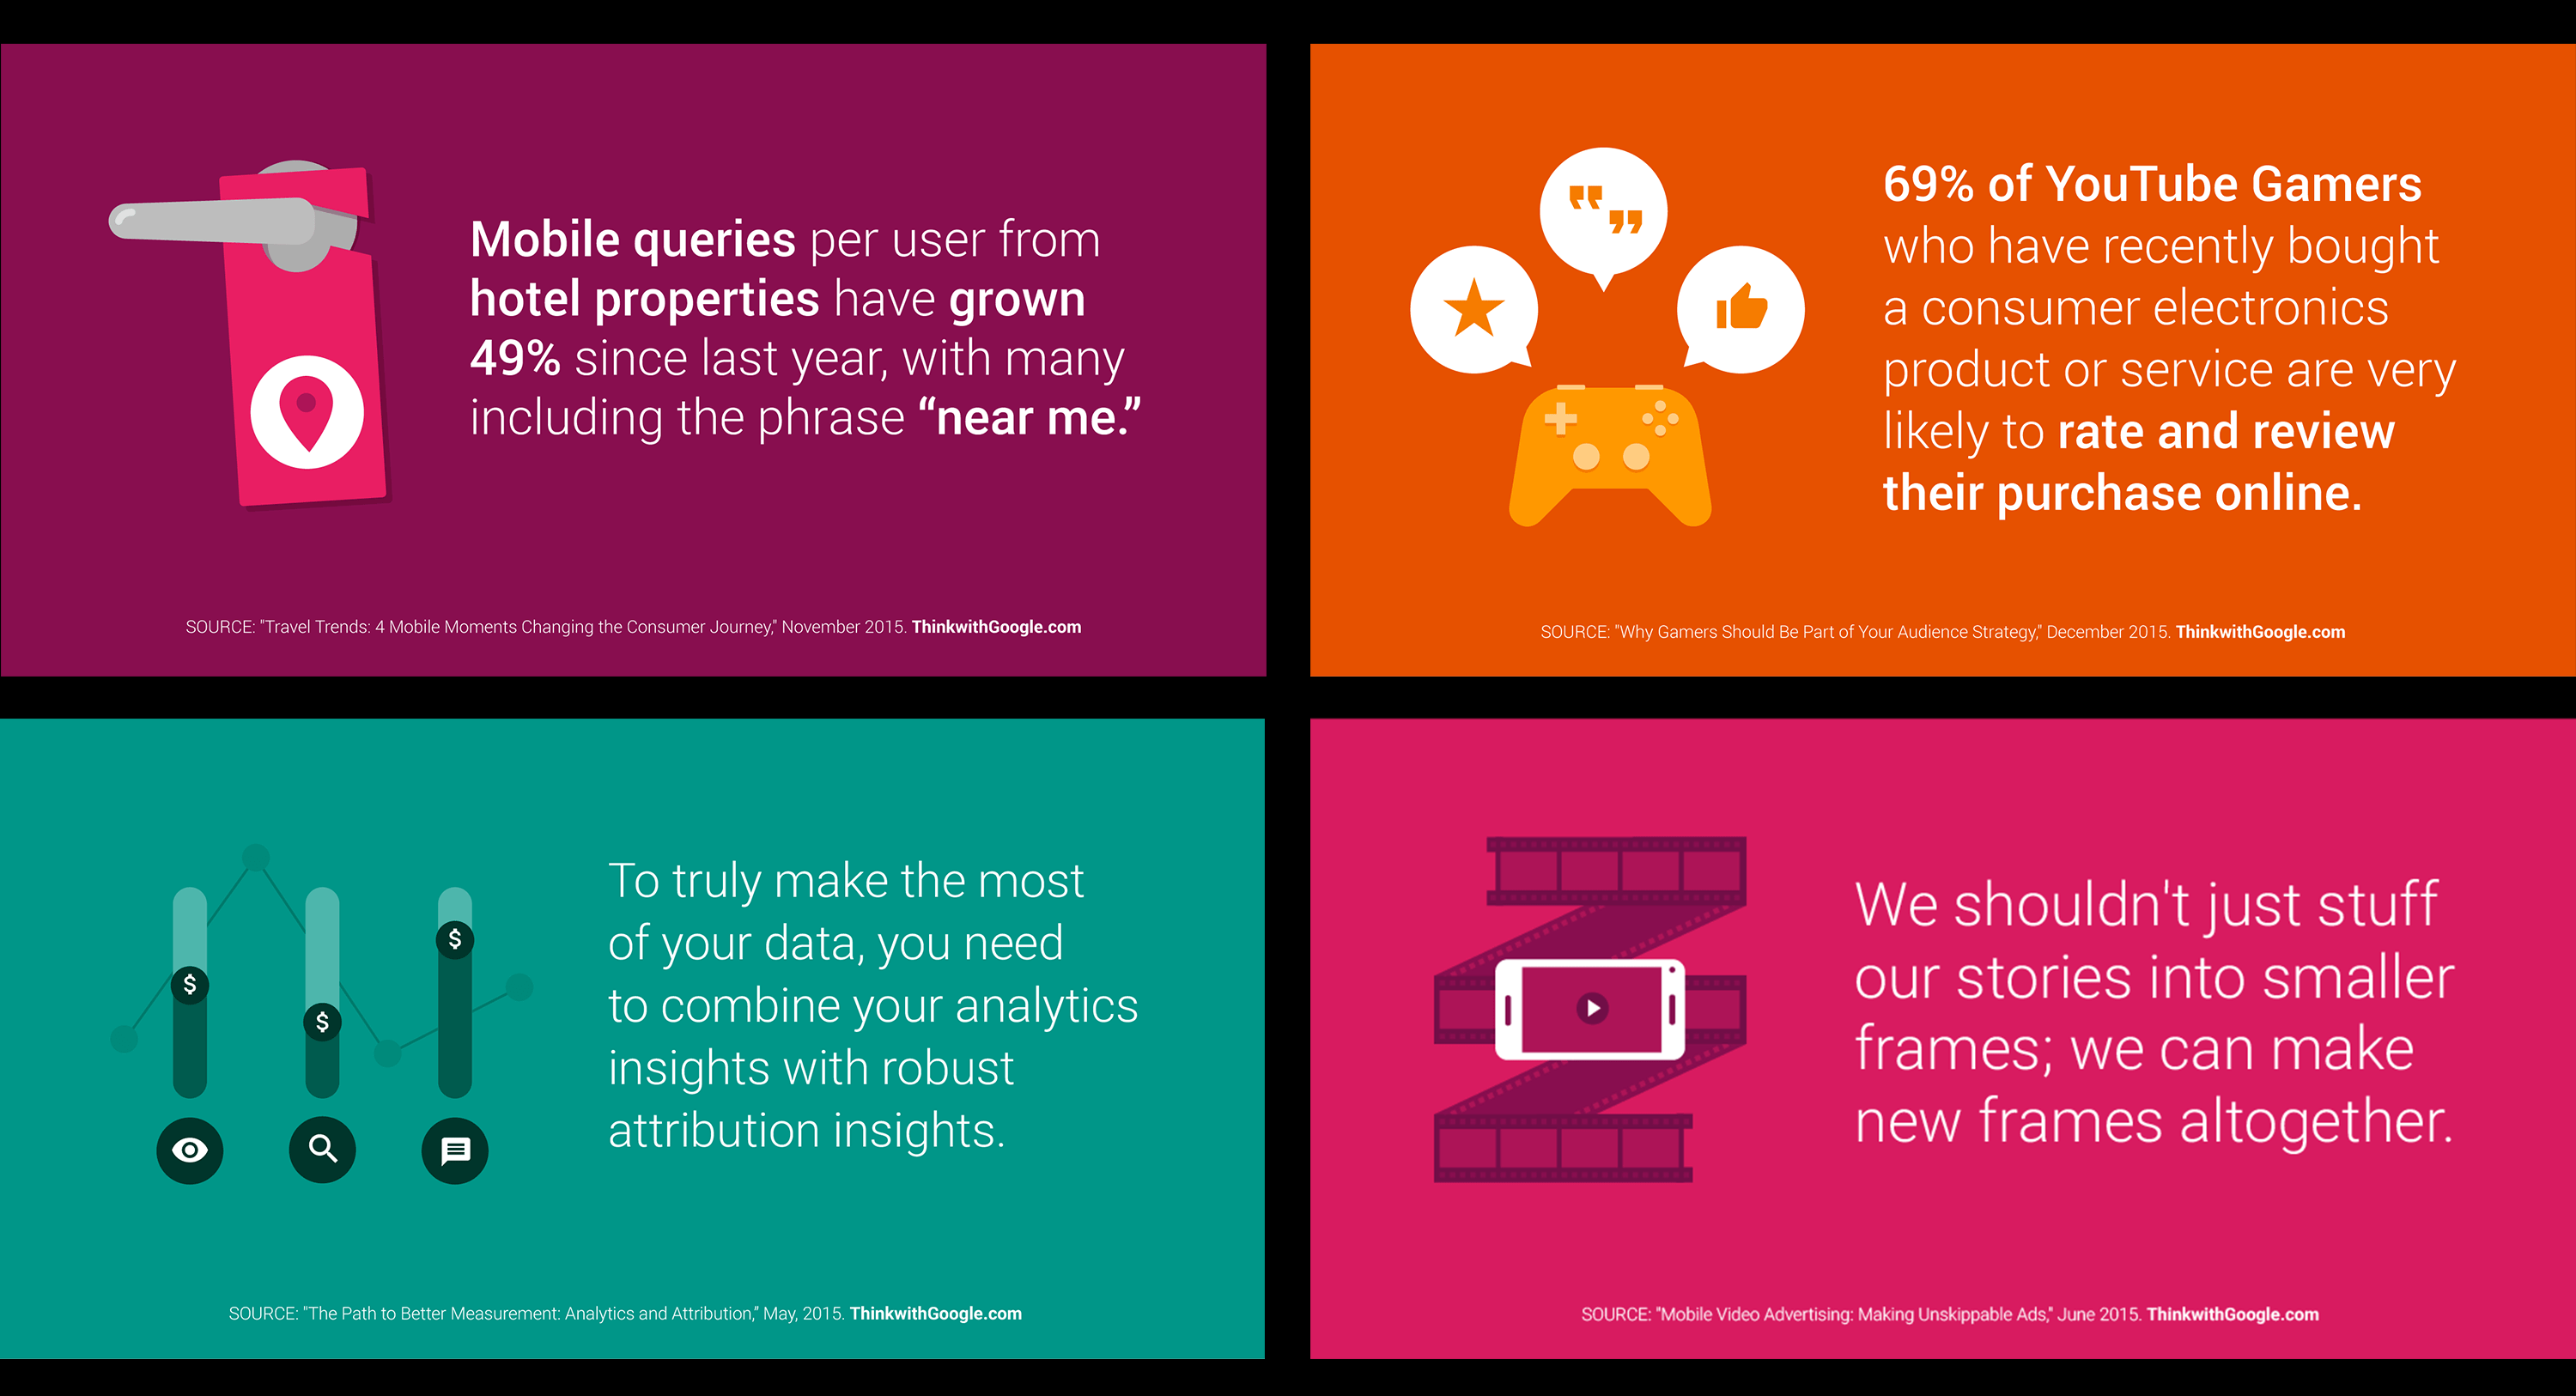 Mobile queries per user from
hotel properties have grown
49% since last year, with many
including the phrase “near me.”
SOURCE: "Travel Trends: 4 Mobile Moments Changing the Consumer Journey," November 2015. ThinkwithGoogle.com
69% of YouTube Gamers
who have recently bought
a consumer electronics
product or service are very
likely to rate and review
their purchase online.
SOURCE: "Why Gamers Should Be Part of Your Audience Strategy," December 2015. ThinkwithGoogle.com
$
$
$
To truly make the most
of your data, you need
to combine your analytics
insights with robust
attribution insights.
SOURCE: "The Path to Better Measurement: Analytics and Attribution," May, 2015. ThinkwithGoogle.com
We shouldn't just stuff
our stories into smaller
frames; we can make
new frames altogether.
SOURCE: "Mobile Video Advertising: Making Unskippable Ads," June 2015. ThinkwithGoogle.com